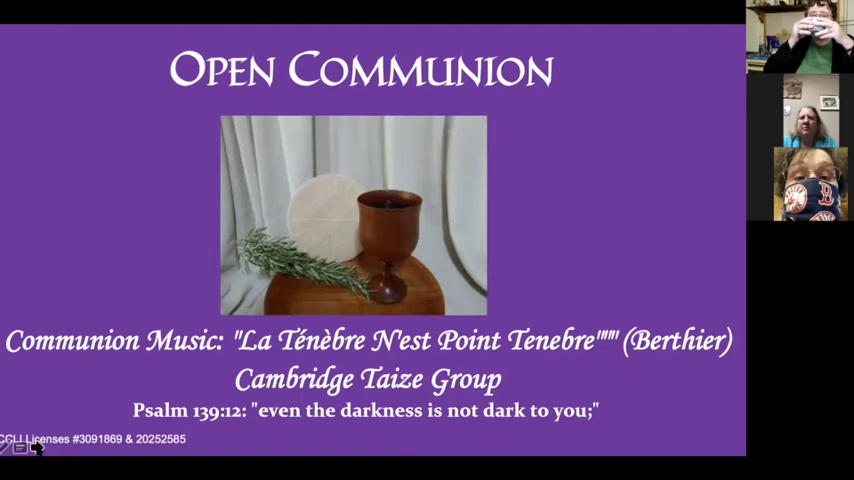 OPEN COMMUNION
Communion Music: "La Ténèbre N'est Point Tenebre""" (Berthier)
Cambridge Taize Group
Psalm 139:12: "even the darkness is not dark to you;"
CCLI Licenses #3091869 & 20252585
B